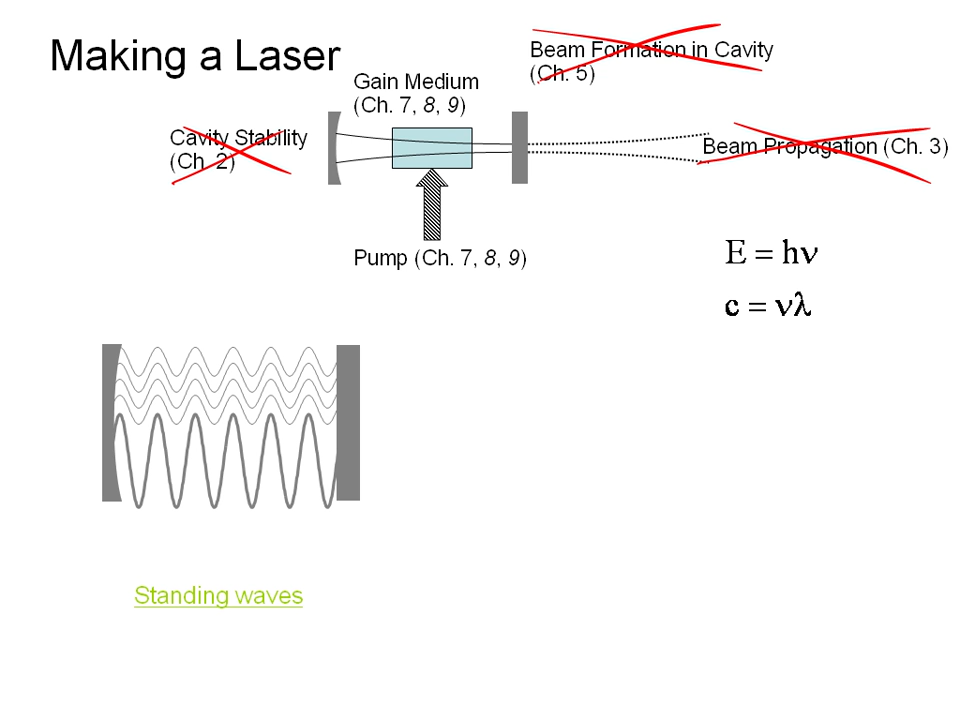 Making a Laser
Beam Formation in Cavity
(Ch. 5)
Gain Medium
(Ch. 7, 8, 9)
Cavity Stability
(Ch. 2)
Beam Propagation (Ch. 3)
Pump (Ch. 7, 8, 9)
E = hν
c = νλ
Standing waves